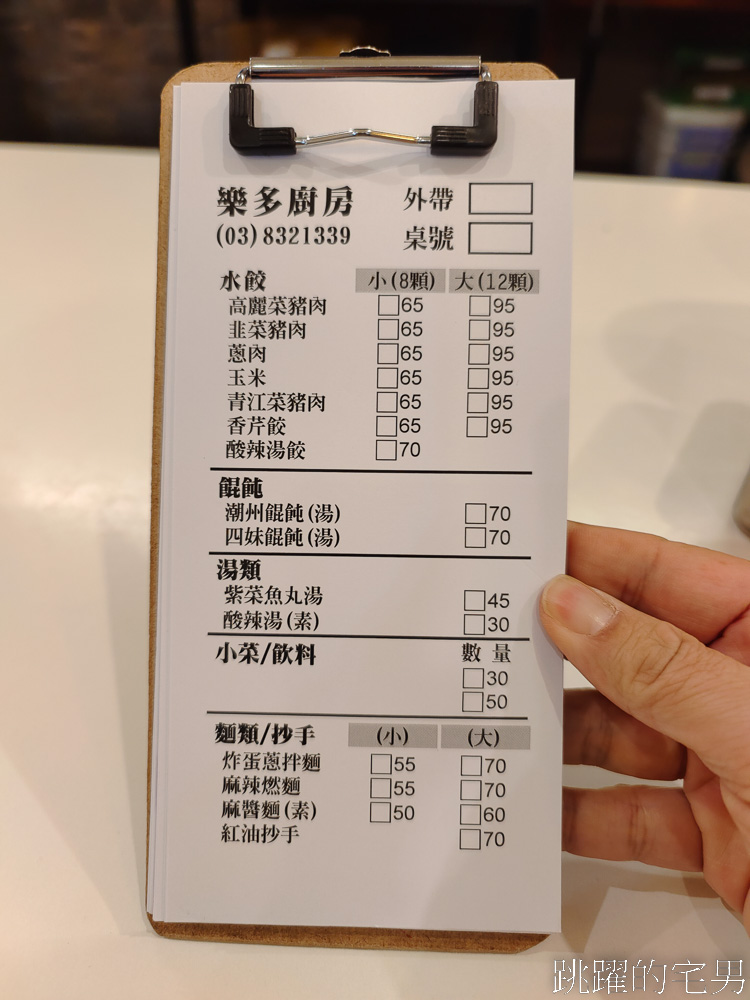 樂多廚房 外帶
(03)8321339 桌號
水餃 小(8顆) 大(12顆)
高麗菜豬肉 65 95
韭菜豬肉 65 95
蔥肉 65 95
玉米 65 95
青江菜豬肉 65 95
香芹餃 65 95
酸辣湯餃 70
餛飩
潮州餛飩(湯) 70
四妹餛飩(湯) 70
湯類
紫菜魚丸湯 45
酸辣湯(素) 30
小菜/飲料 數量
30
50
麵類/抄手 (小) (大)
炸蛋蔥拌麵 55 70
麻辣燃麵 55 70
麻醬麵(素) 50 60
紅油抄手 70
跳躍的宅男